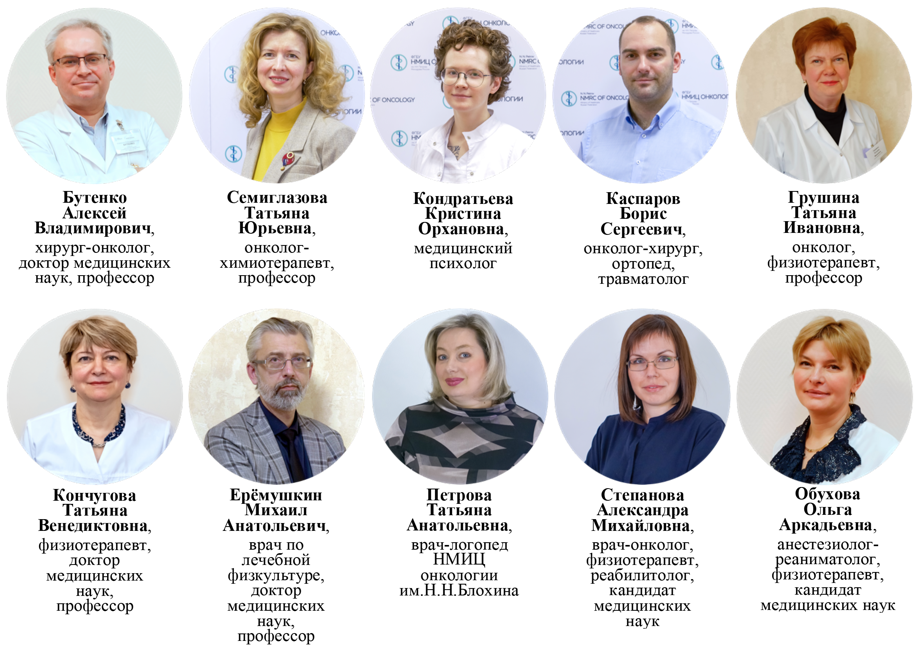 Бутенко
Алексей
Владимирович,
хирург-онколог,
доктор медицинских
наук, профессор
Семиглазова
Татьяна
Юрьевна,
онколог-
химиотерапевт,
профессор
Кондратьева
Кристина
Орхановна,
медицинский
психолог
Каспаров
Борис
Сергеевич,
онколог-хирург,
ортопед,
травматолог
Грушина
Татьяна
Ивановна,
онколог,
физиотерапевт,
профессор
Кончугова
Татьяна
Венедиктовна,
физиотерапевт,
доктор
медицинских
наук,
профессор
Ерёмушкин
Михаил
Анатольевич,
врач по
лечебной
физкультуре,
доктор
медицинских
наук,
профессор
Петрова
Татьяна
Анатольевна,
врач-логопед
НМИЦ
онкологии
им.Н.Н.Блохина
Степанова
Александра
Михайловна,
врач-онколог,
физиотерапевт,
реабилитолог,
кандидат
медицинских
наук
Обухова
Ольга
Аркадьевна,
анестезиолог-
реаниматолог,
физиотерапевт,
кандидат
медицинских наук